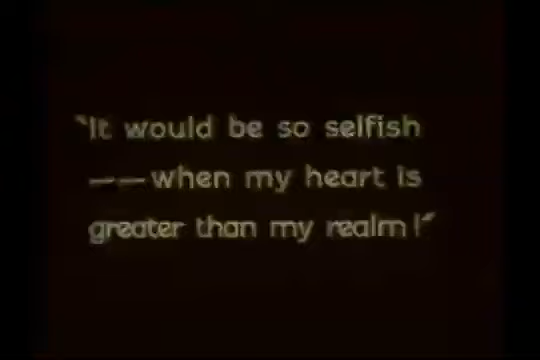 "It would be so selfish
——when my heart is
greater than my realm!"